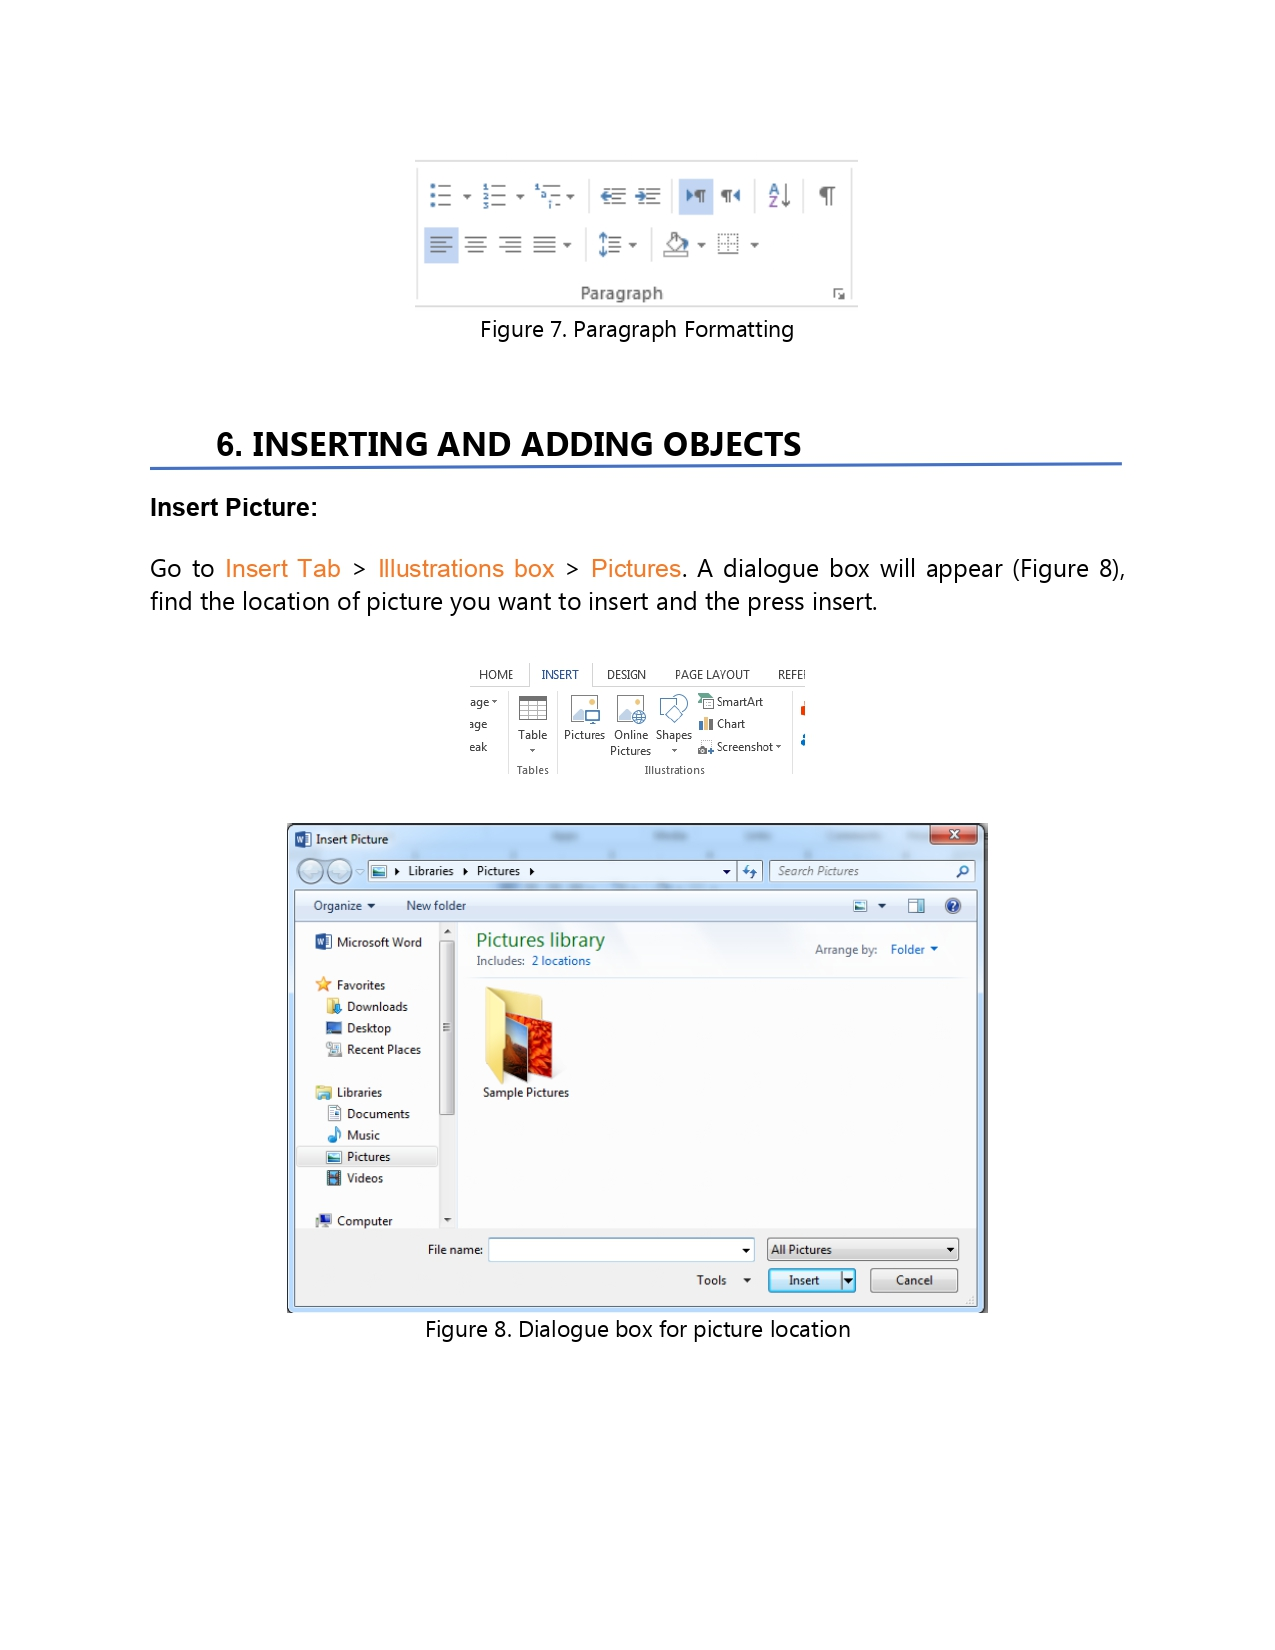 Paragraph
Figure 7. Paragraph Formatting
6. INSERTING AND ADDING OBJECTS
Insert Picture:
Go to Insert Tab > Illustrations box > Pictures. A dialogue box will appear (Figure 8),
find the location of picture you want to insert and the press insert.
HOME INSERT DESIGN PAGE LAYOUT REFEI
age
age
eak
Table
Pictures
Online
Pictures
Shapes
SmartArt
Chart
Screenshot
Tables Illustrations
Insert Picture
Libraries Pictures Search Pictures
Organize New folder
Microsoft Word
Favorites
Downloads
Desktop
Recent Places
Libraries
Documents
Music
Pictures
Videos
Computer
Pictures library
Includes: 2 locations
Arrange by: Folder
Sample Pictures
File name: All Pictures
Tools Insert Cancel
Figure 8. Dialogue box for picture location